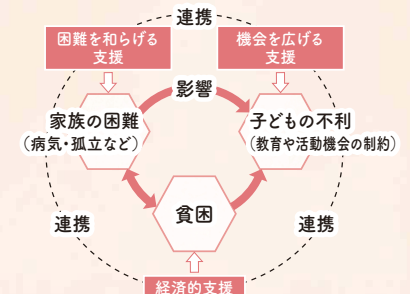 連携
困難を和らげる
支援
機会を広げる
支援
影響
家族の困難
（病気・孤立など）
子どもの不利
（教育や活動機会の制約）
貧困
連携
連携
経済的支援